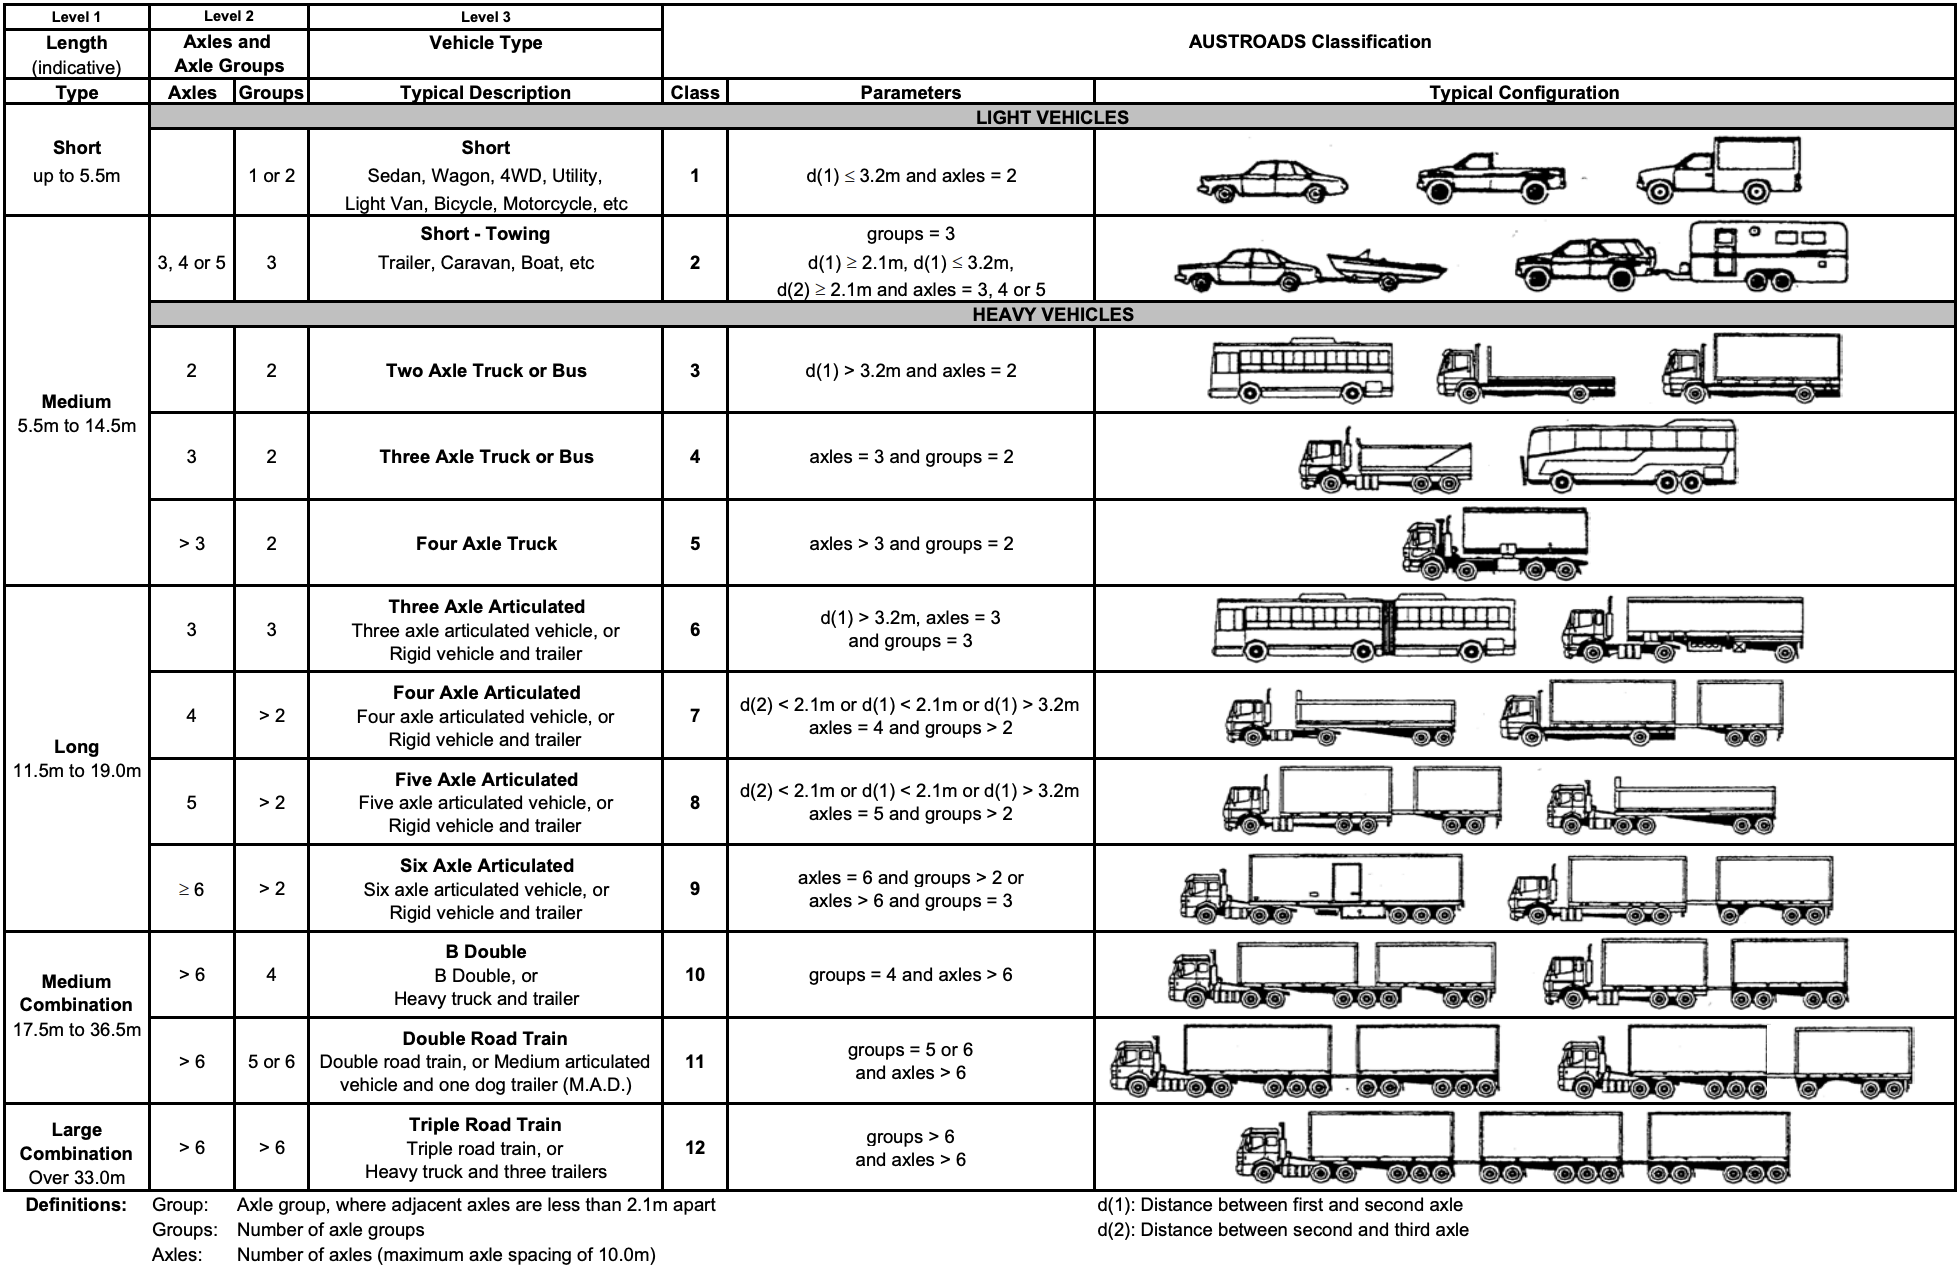 Level 1
Level 2
Level 3
Length
(indicative)
Axles and
Axle Groups
Vehicle Type
AUSTROADS Classification
Type
Axles
Groups
Typical Description
Class
Parameters
Typical Configuration
LIGHT VEHICLES
Short
up to 5.5m
1 or 2
Short
Sedan, Wagon, 4WD, Utility,
Light Van, Bicycle, Motorcycle, etc
1
d(1) ≤ 3.2m and axles = 2
Medium
5.5m to 14.5m
3, 4 or 5
3
Short - Towing
Trailer, Caravan, Boat, etc
2
groups = 3
d(1) ≥ 2.1m, d(1) ≤ 3.2m,
d(2) ≥ 2.1m and axles = 3, 4 or 5
HEAVY VEHICLES
2
2
Two Axle Truck or Bus
3
d(1) > 3.2m and axles = 2
3
2
Three Axle Truck or Bus
4
axles = 3 and groups = 2
> 3
2
Four Axle Truck
5
axles > 3 and groups = 2
Long
11.5m to 19.0m
3
3
Three Axle Articulated
Three axle articulated vehicle, or
Rigid vehicle and trailer
6
d(1) > 3.2m, axles = 3
and groups = 3
4
> 2
Four Axle Articulated
Four axle articulated vehicle, or
Rigid vehicle and trailer
7
d(2) < 2.1m or d(1) < 2.1m or d(1) > 3.2m
axles = 4 and groups > 2
5
> 2
Five Axle Articulated
Five axle articulated vehicle, or
Rigid vehicle and trailer
8
d(2) < 2.1m or d(1) < 2.1m or d(1) > 3.2m
axles = 5 and groups > 2
≥ 6
> 2
Six Axle Articulated
Six axle articulated vehicle, or
Rigid vehicle and trailer
9
axles = 6 and groups > 2 or
axles > 6 and groups = 3
Medium
Combination
17.5m to 36.5m
> 6
4
B Double
B Double, or
Heavy truck and trailer
10
groups = 4 and axles > 6
> 6
5 or 6
Double Road Train
Double road train, or Medium articulated
vehicle and one dog trailer (M.A.D.)
11
groups = 5 or 6
and axles > 6
Large
Combination
Over 33.0m
> 6
> 6
Triple Road Train
Triple road train, or
Heavy truck and three trailers
12
groups > 6
and axles > 6
Definitions:
Group: Axle group, where adjacent axles are less than 2.1m apart
Groups: Number of axle groups
Axles: Number of axles (maximum axle spacing of 10.0m)
d(1): Distance between first and second axle
d(2): Distance between second and third axle